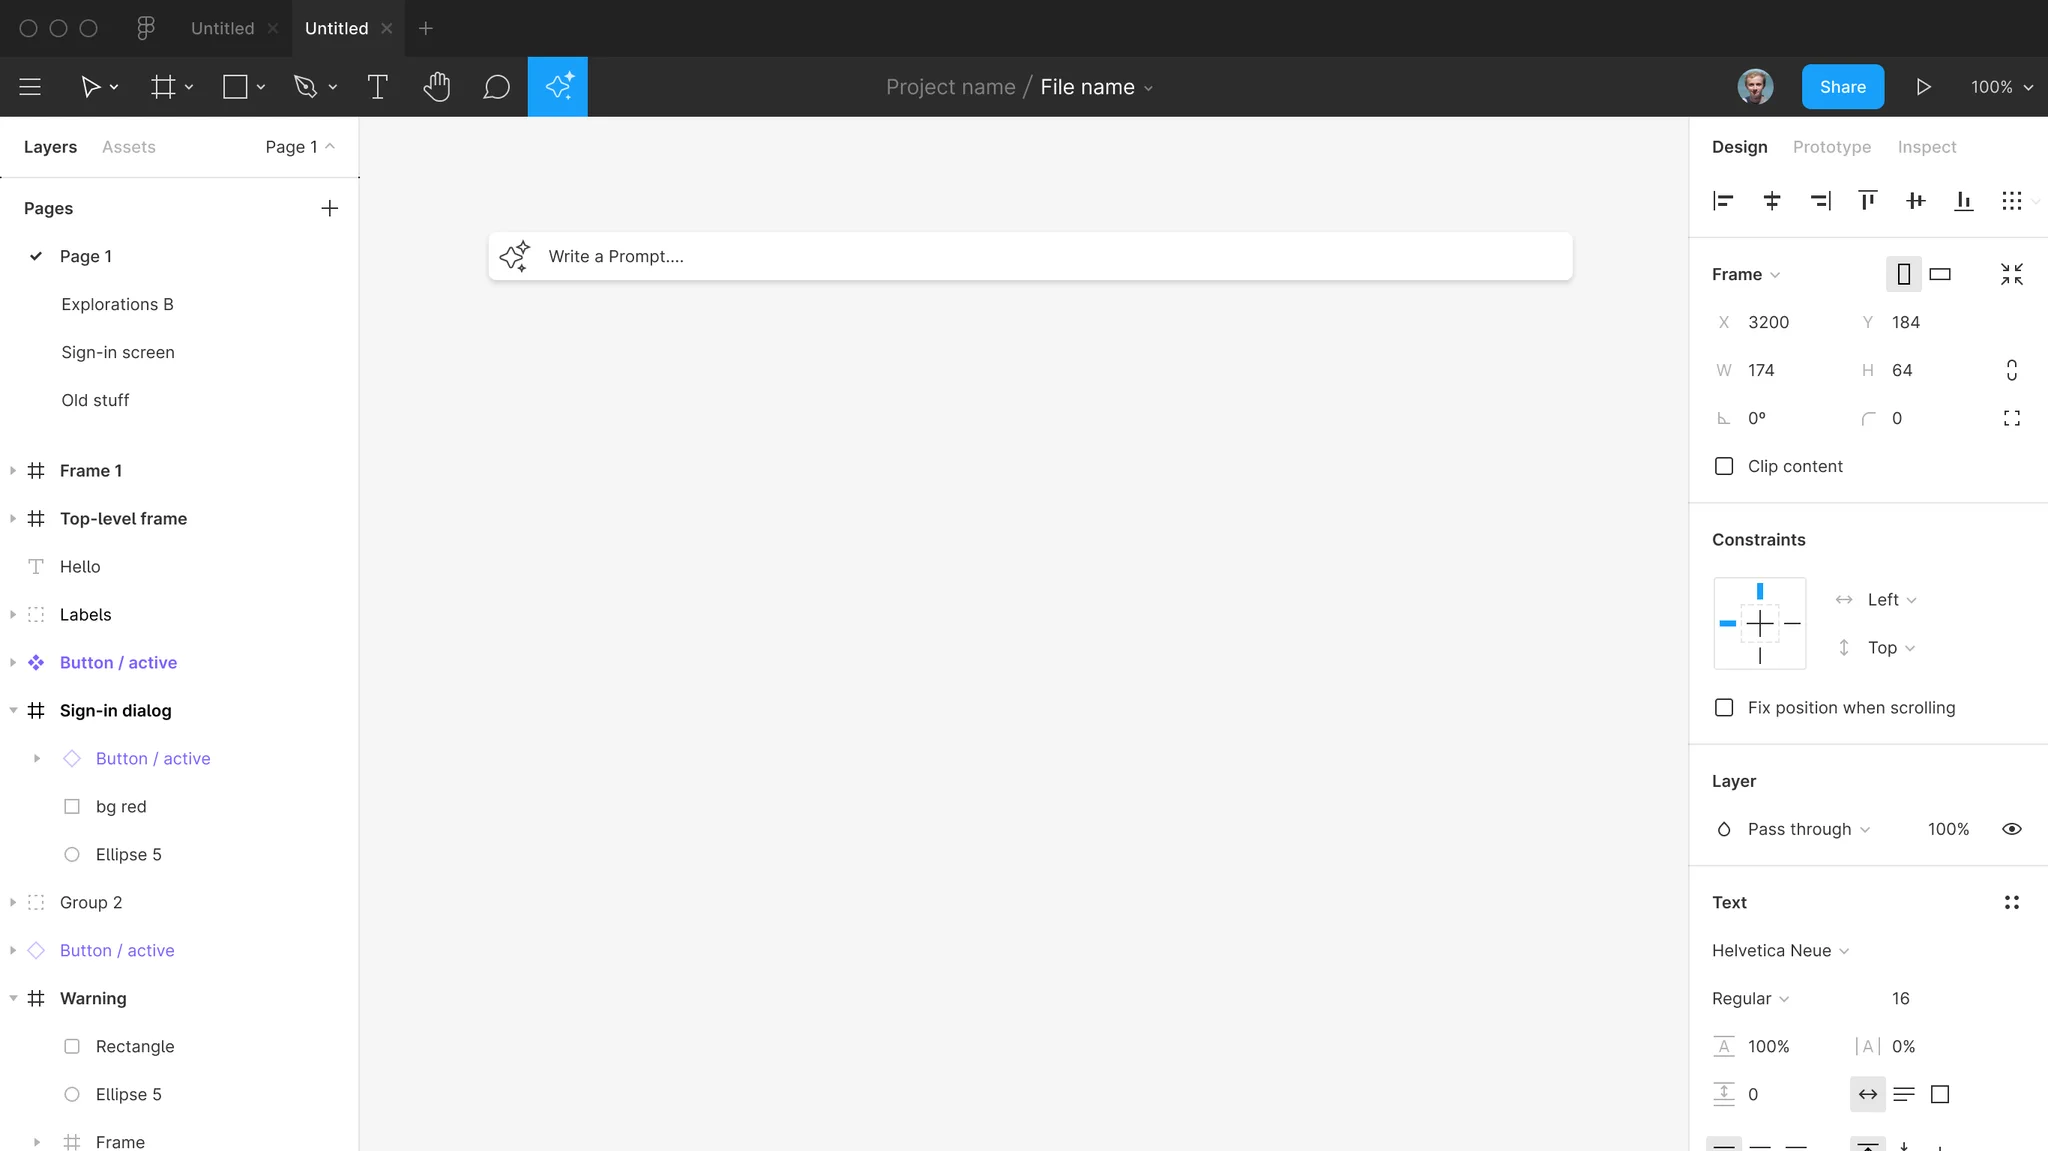 Untitled
Untitled
Project name / File name
Share
100%
Layers
Assets
Page 1
Pages
Page 1
Explorations B
Sign-in screen
Old stuff
Frame 1
Top-level frame
Hello
Labels
Button / active
Sign-in dialog
Button / active
bg red
Ellipse 5
Group 2
Button / active
Warning
Rectangle
Ellipse 5
Frame
Write a Prompt....
Design
Prototype
Inspect
Frame
X 3200 Y 184
W 174 H 64
0º 0
Clip content
Constraints
Left
Top
Fix position when scrolling
Layer
Pass through 100%
Text
Helvetica Neue
Regular 16
A 100% |A| 0%
0